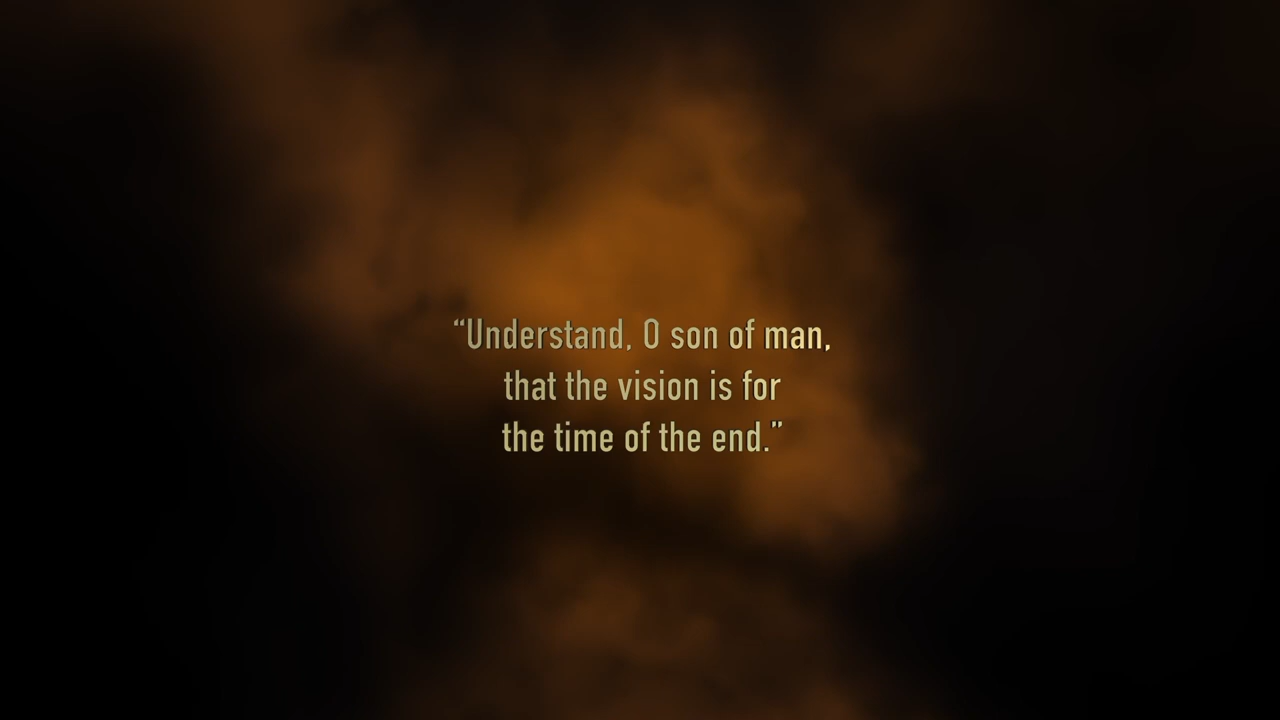 “Understand, O son of man,
that the vision is for
the time of the end.”